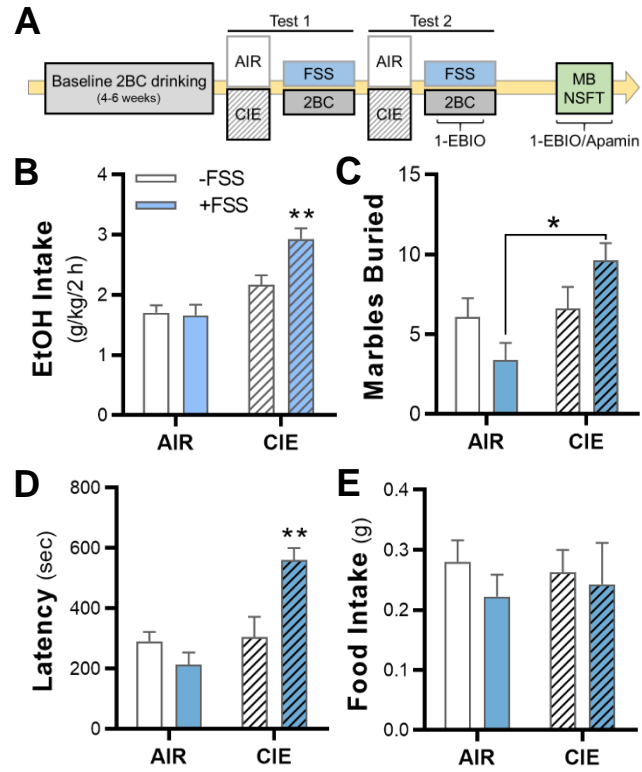 A
Test 1
Test 2
Baseline 2BC drinking
(4-6 weeks)
AIR
CIE
FSS
2BC
AIR
CIE
FSS
2BC
1-EBIO
MB
NSFT
1-EBIO/Apamin
B
EtOH Intake
(g/kg/2 h)
4
3
2
1
0
-FSS
+FSS
**
AIR
CIE
C
Marbles Buried
15
10
5
0
*
AIR
CIE
D
Latency (sec)
800
600
400
200
0
**
AIR
CIE
E
Food Intake (g)
0.4
0.3
0.2
0.1
0.0
AIR
CIE